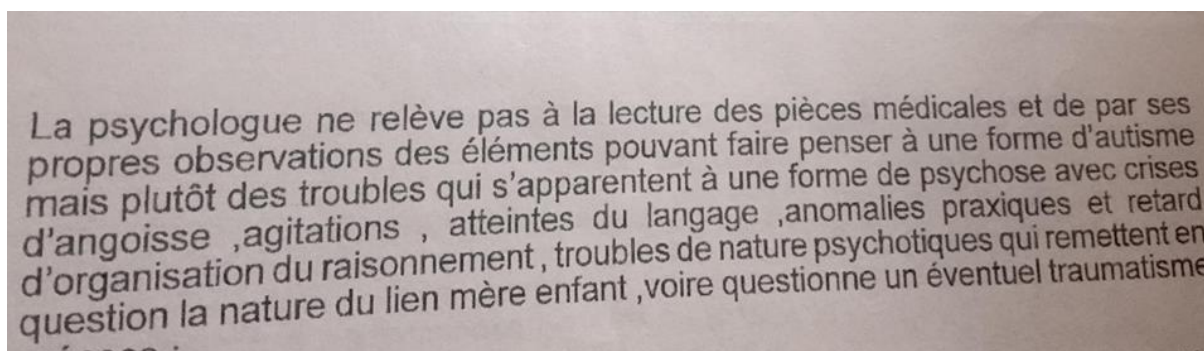 La psychologue ne relève pas à la lecture des pièces médicales et de par ses
propres observations des éléments pouvant faire penser à une forme d'autisme
mais plutôt des troubles qui s'apparentent à une forme de psychose avec crises
d'angoisse ,agitations , atteintes du langage ,anomalies praxiques et retard
d'organisation du raisonnement , troubles de nature psychotiques qui remettent en
question la nature du lien mère enfant ,voire questionne un éventuel traumatisme